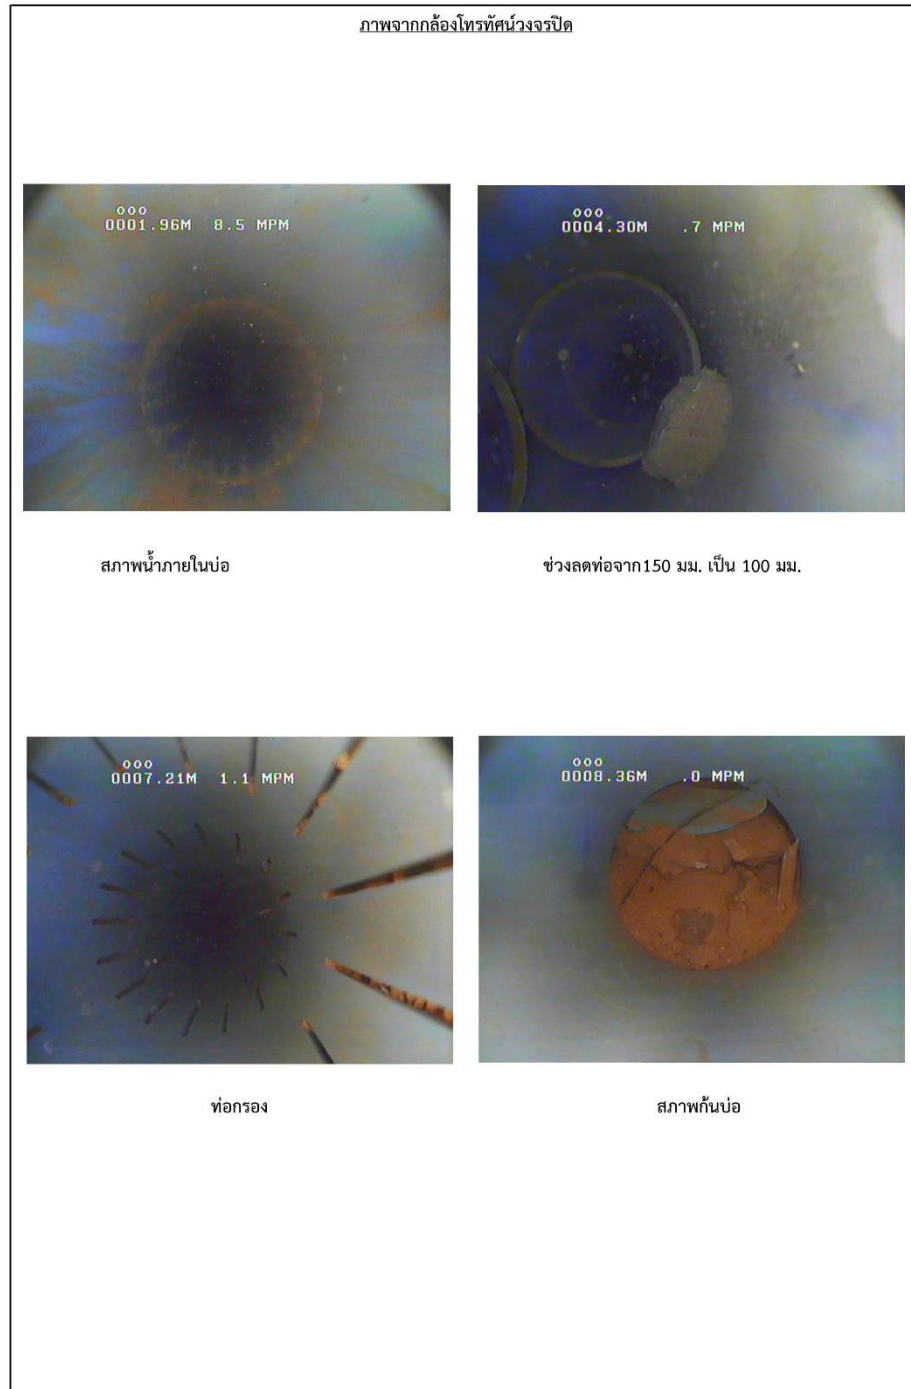 ภาพจากกล้องโทรทัศน์วงจรปิด
000
0001.96M 8.5 MPM
000
0004.30M .7 MPM
สภาพน้ำภายในบ่อ
ช่วงลดท่อจาก150 มม. เป็น 100 มม.
000
0007.21M 1.1 MPM
000
0008.36M .0 MPM
ท่อกรอง
สภาพก้นบ่อ